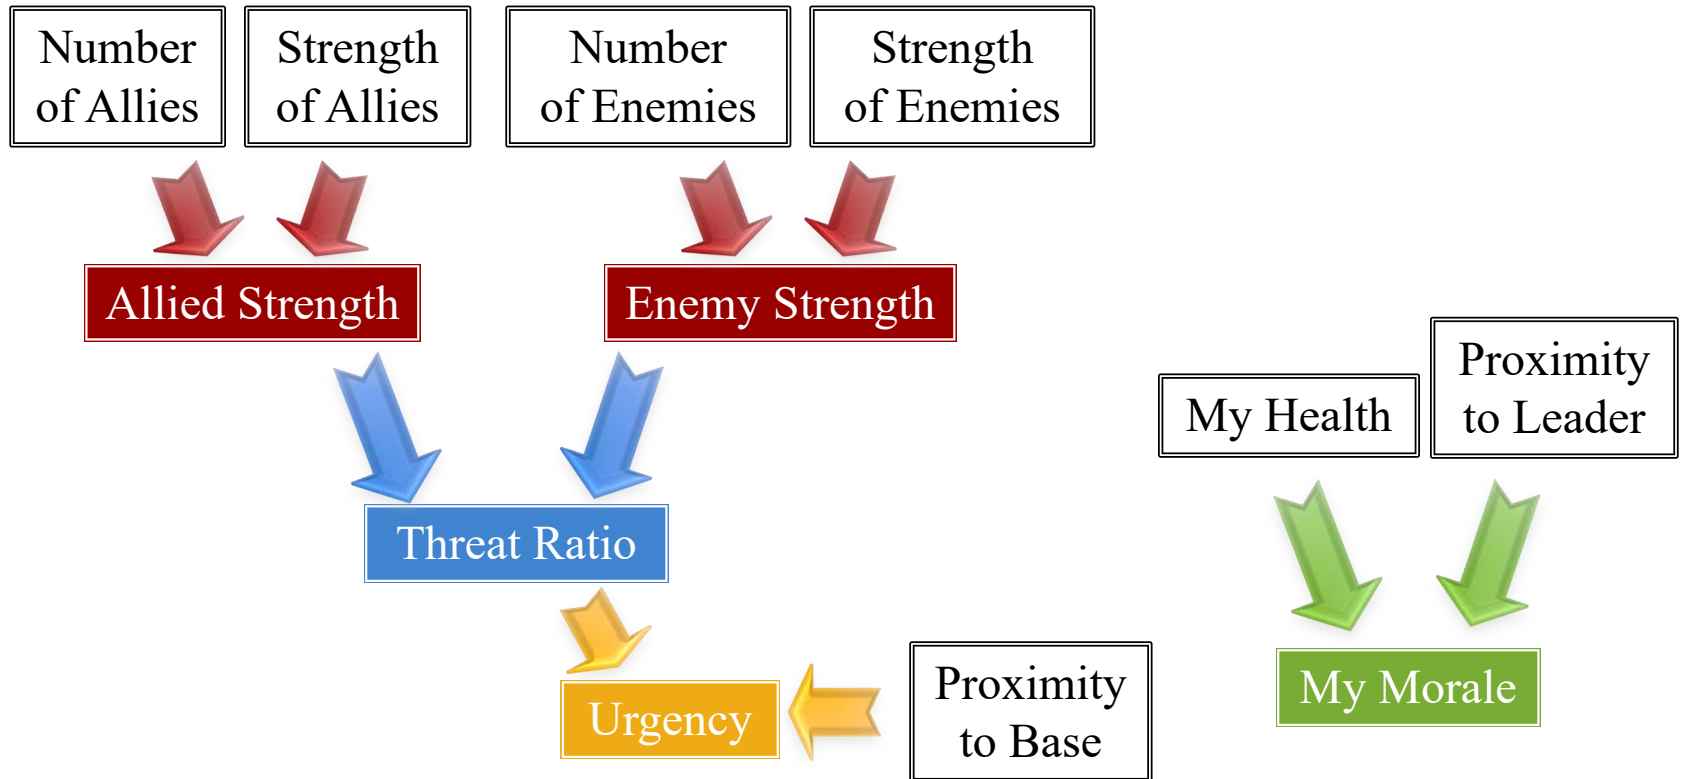 Number
of Allies
Strength
of Allies
Number
of Enemies
Strength
of Enemies
Allied Strength
Enemy Strength
My Health
Proximity
to Leader
Threat Ratio
Urgency
Proximity
to Base
My Morale